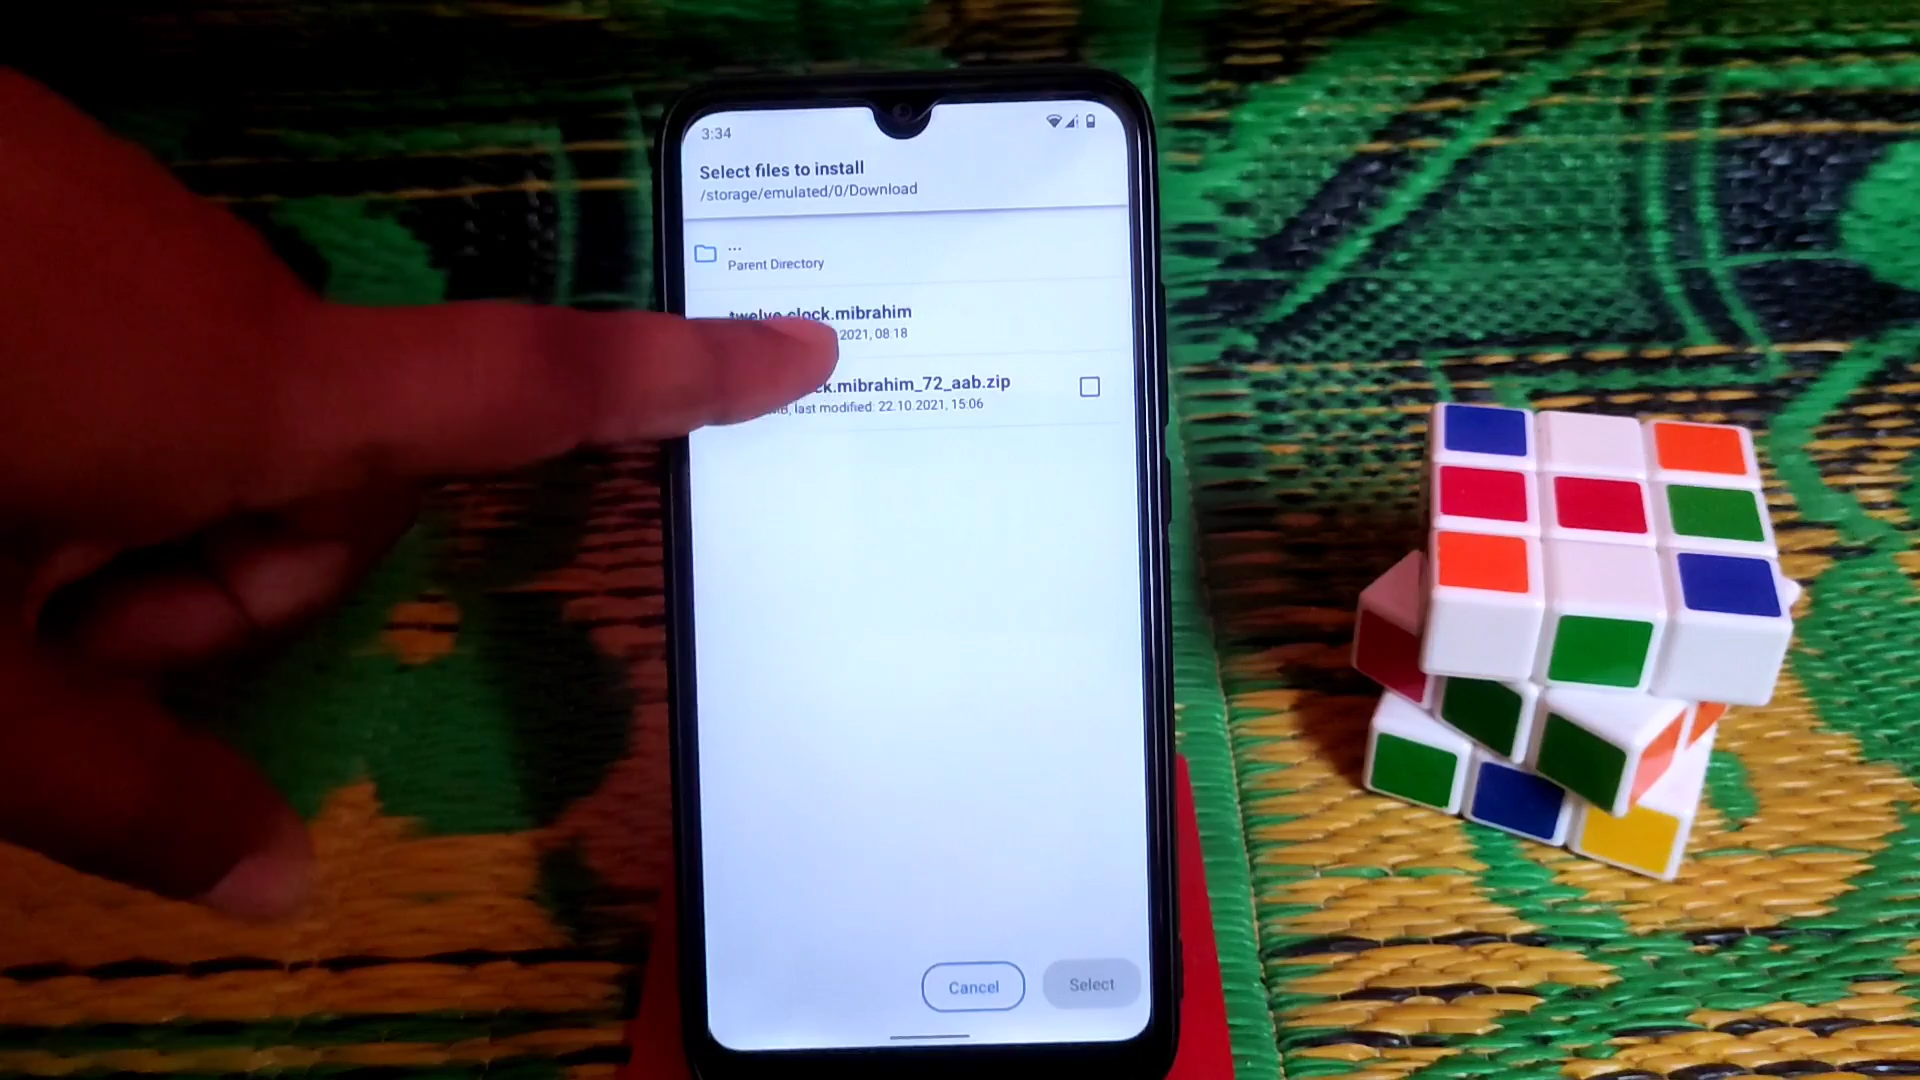 3:34
Select files to install
/storage/emulated/0/Download
...
Parent Directory
twelve.clock.mibrahim
2021, 08:18
ck.mibrahim_72_aab.zip
MB, last modified: 22.10.2021, 15:06
Cancel
Select